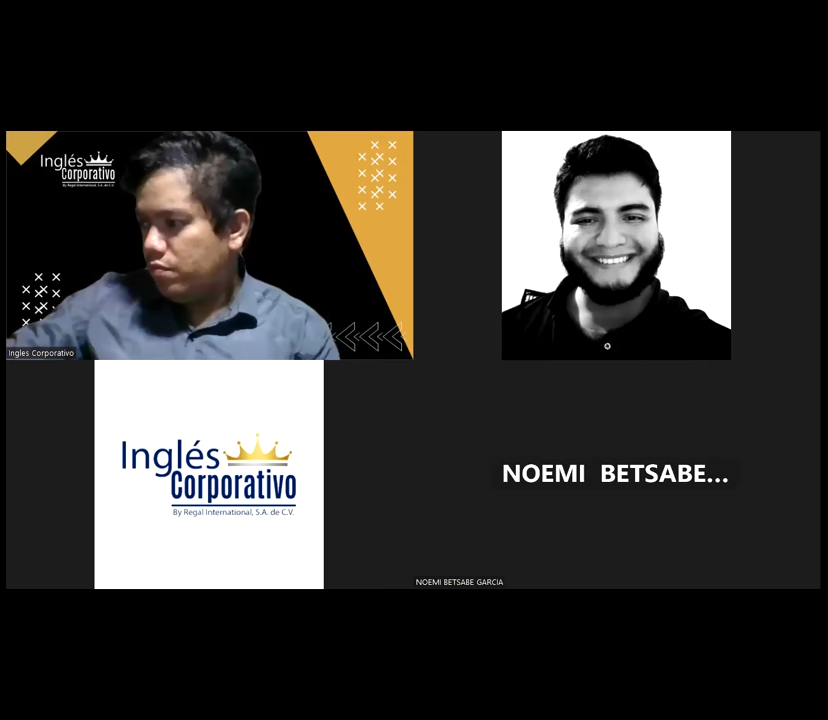 Inglés
Corporativo
By Regal International, S.A. de C.V.
Ingles Corporativo
Inglés
Corporativo
By Regal International, S.A. de C.V.
NOEMI BETSABE...
NOEMI BETSABE GARCIA